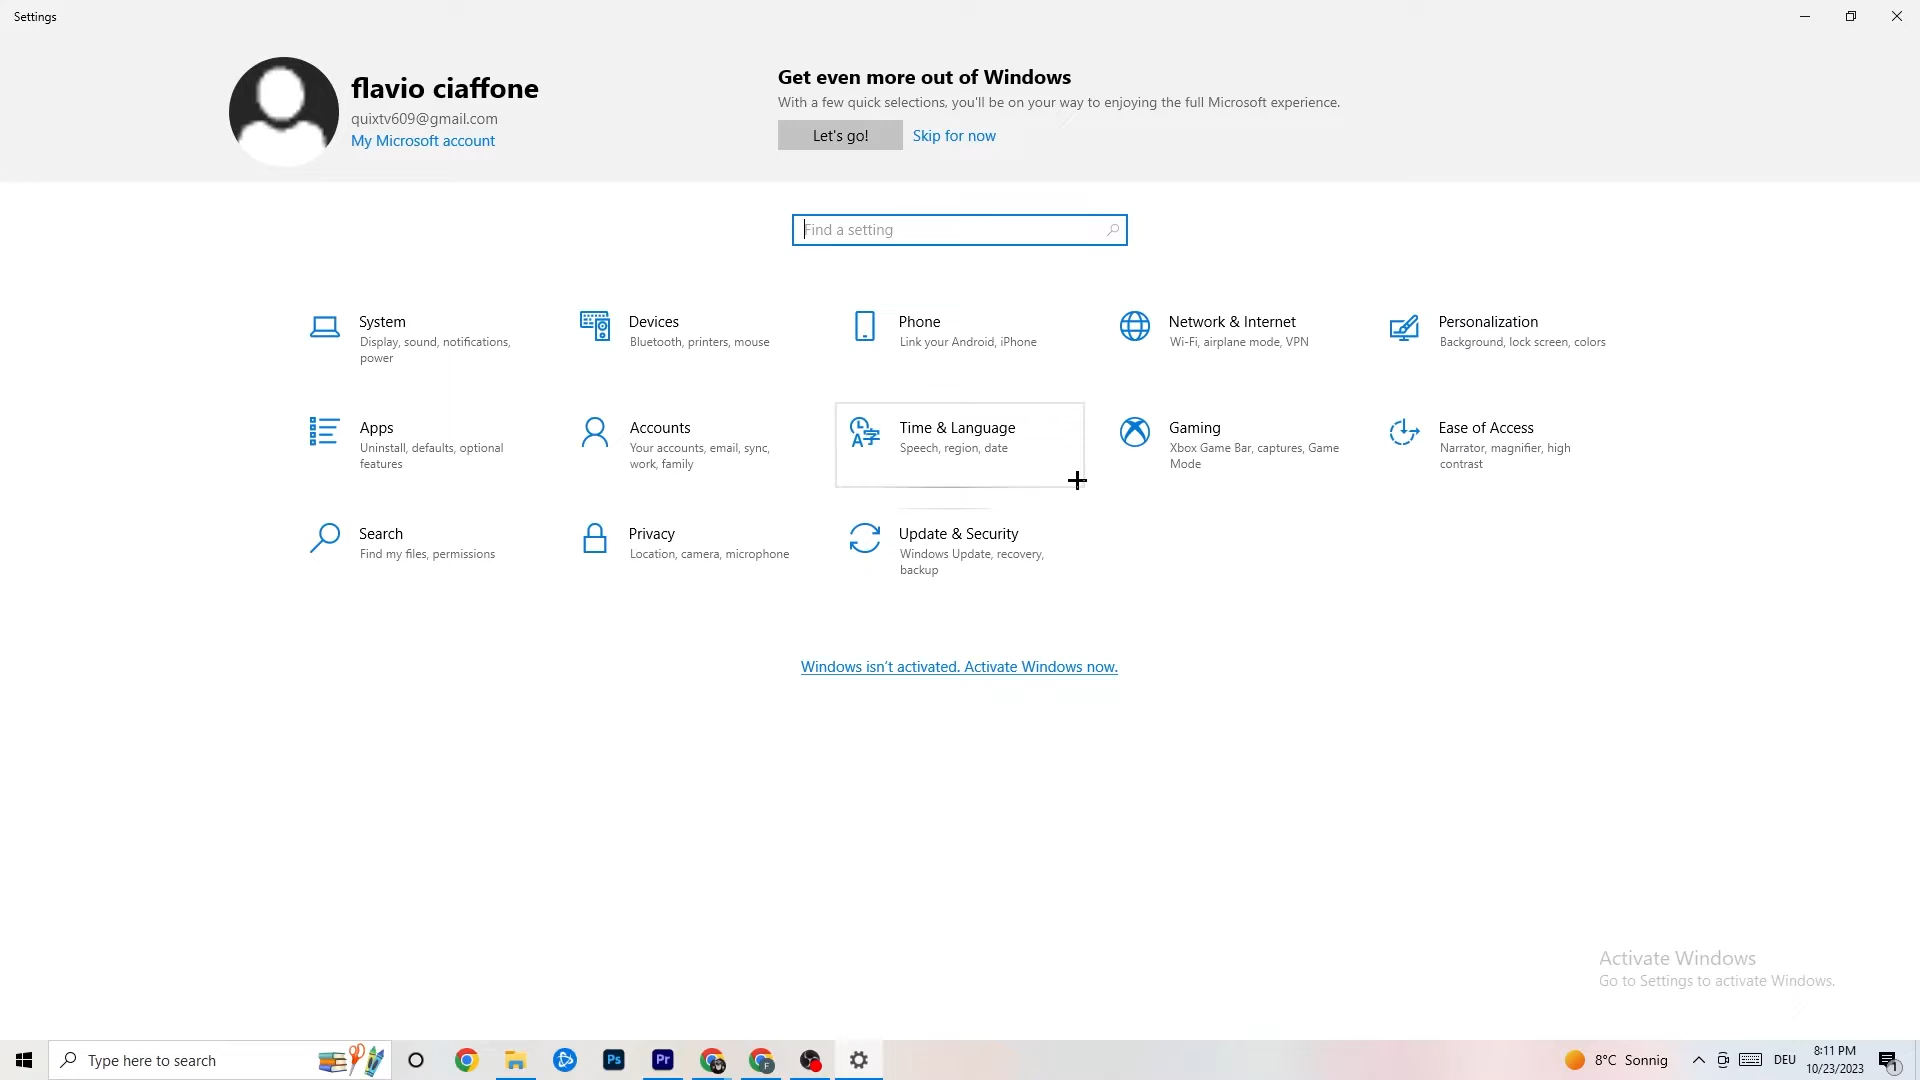 Settings
flavio ciaffone
quixtv609@gmail.com
My Microsoft account
Get even more out of Windows
With a few quick selections, you'll be on your way to enjoying the full Microsoft experience.
Let's go! Skip for now
Find a setting
System
Display, sound, notifications,
power
Devices
Bluetooth, printers, mouse
Phone
Link your Android, iPhone
Network & Internet
Wi-Fi, airplane mode, VPN
Personalization
Background, lock screen, colors
Apps
Uninstall, defaults, optional
features
Accounts
Your accounts, email, sync,
work, family
Time & Language
Speech, region, date
Gaming
Xbox Game Bar, captures, Game
Mode
Ease of Access
Narrator, magnifier, high
contrast
Search
Find my files, permissions
Privacy
Location, camera, microphone
Update & Security
Windows Update, recovery,
backup
Windows isn't activated. Activate Windows now.
Activate Windows
Go to Settings to activate Windows.
Type here to search
Ps
Pr
F
8°C Sonnig
DEU
8:11 PM
10/23/2023
1